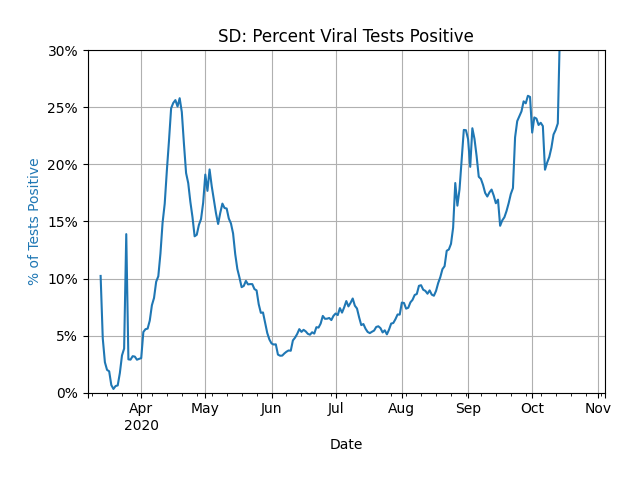 SD: Percent Viral Tests Positive
30%
25%
20%
15%
10%
5%
0%
% of Tests Positive
Apr
2020
May
Jun
Jul
Aug
Sep
Oct
Nov
Date